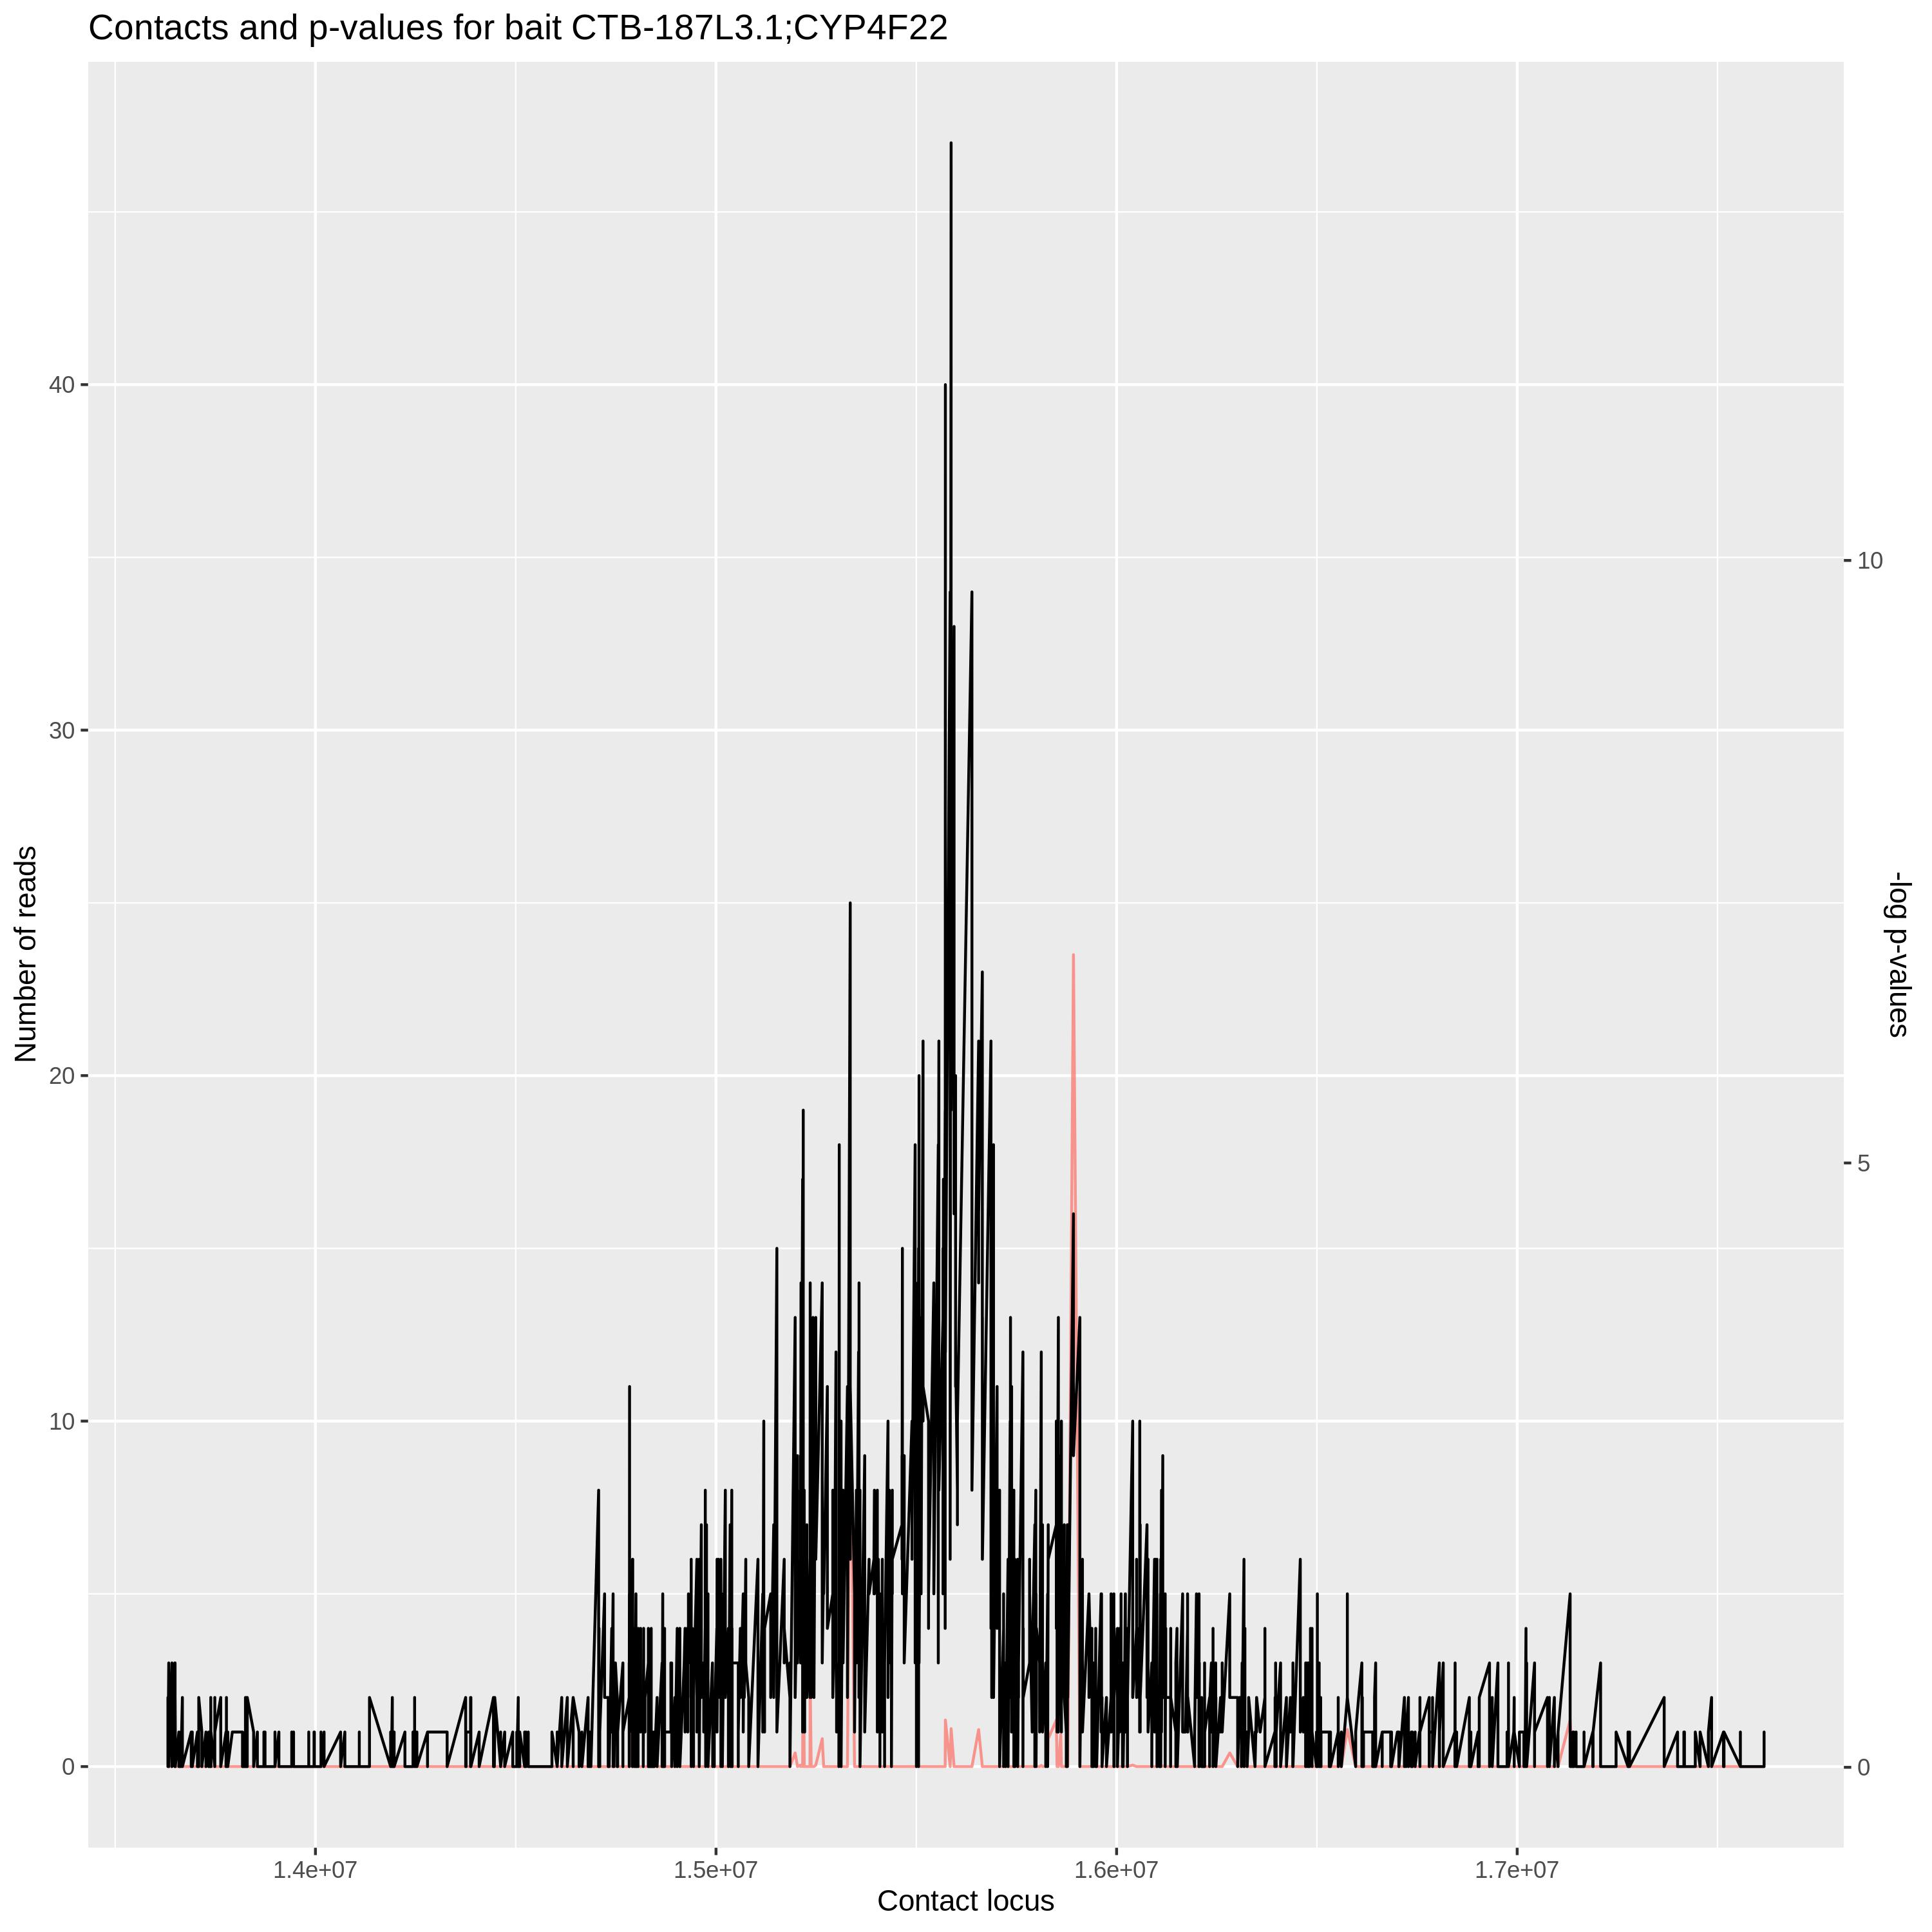 Contacts and p-values for bait CTB-187L3.1;CYP4F22
Number of reads
40
30
20
10
0
10
5
0
-log p-values
1.4e+07 1.5e+07 1.6e+07 1.7e+07
Contact locus